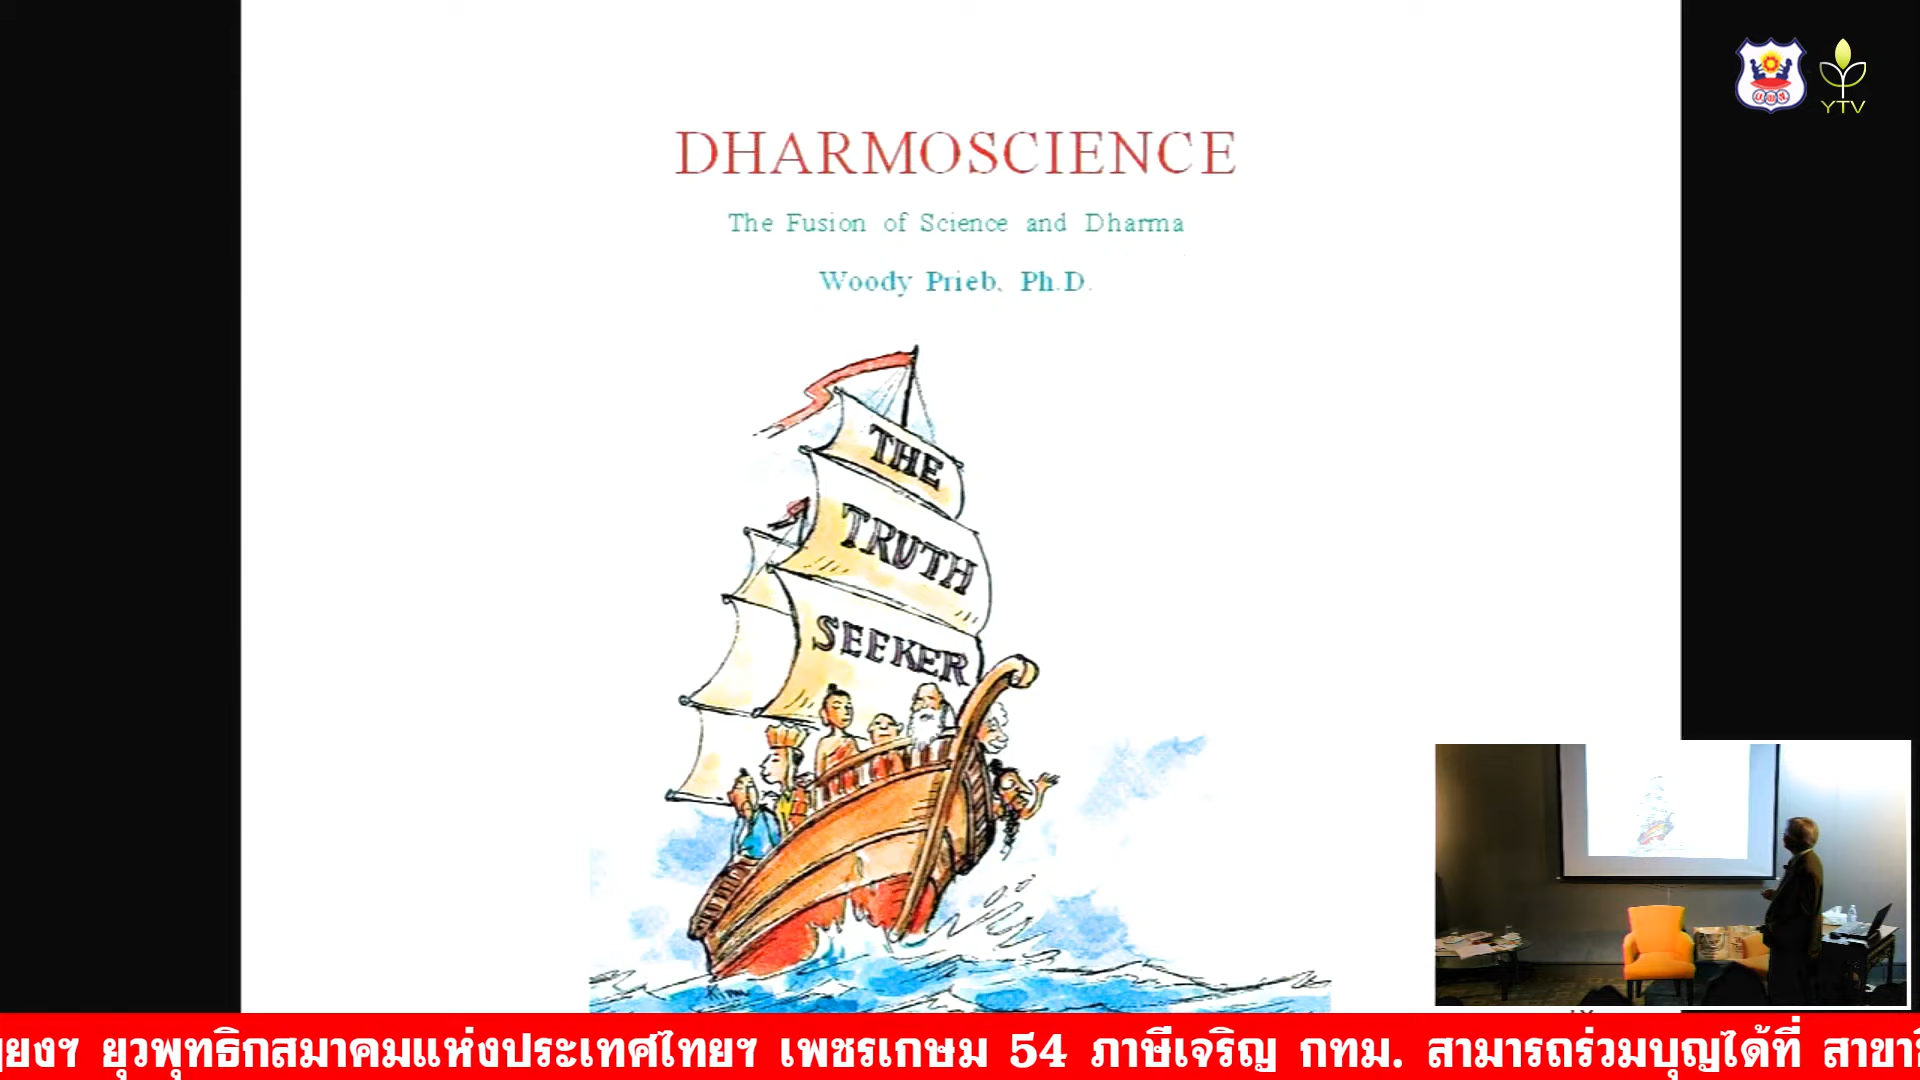 DHARMOSCIENCE
The Fusion of Science and Dharma
Woody Prieb, Ph.D.
THE
TRUTH
SEEKER
YTV
ยุวพุทธิกสมาคมแห่งประเทศไทยฯ เพชรเกษม 54 ภาษีเจริญ กทม. สามารถร่วมบุญได้ที่